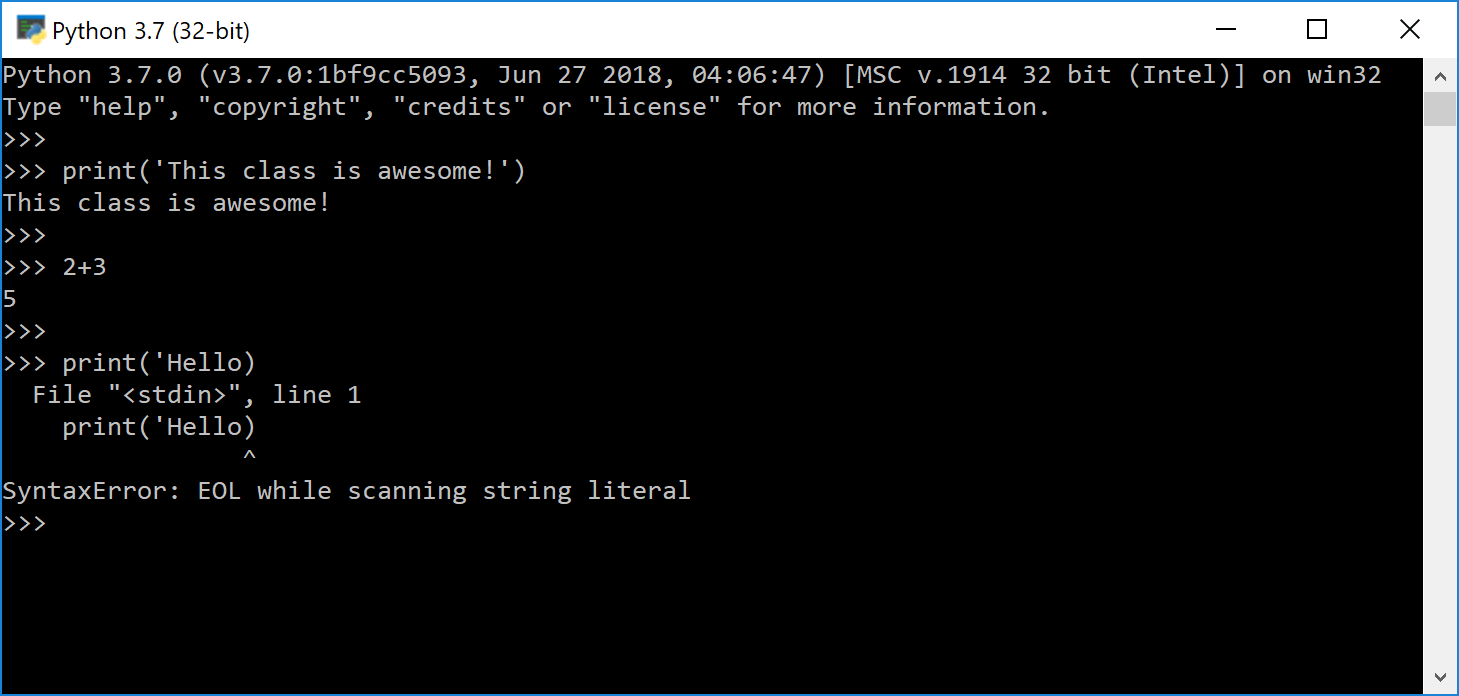 Python 3.7 (32-bit)
Python 3.7.0 (v3.7.0:1bf9cc5093, Jun 27 2018, 04:06:47) [MSC v.1914 32 bit (Intel)] on win32
Type "help", "copyright", "credits" or "license" for more information.
>>>
>>> print('This class is awesome!')
This class is awesome!
>>>
>>> 2+3
5
>>>
>>> print('Hello)
  File "<stdin>", line 1
    print('Hello)
                ^
SyntaxError: EOL while scanning string literal
>>>